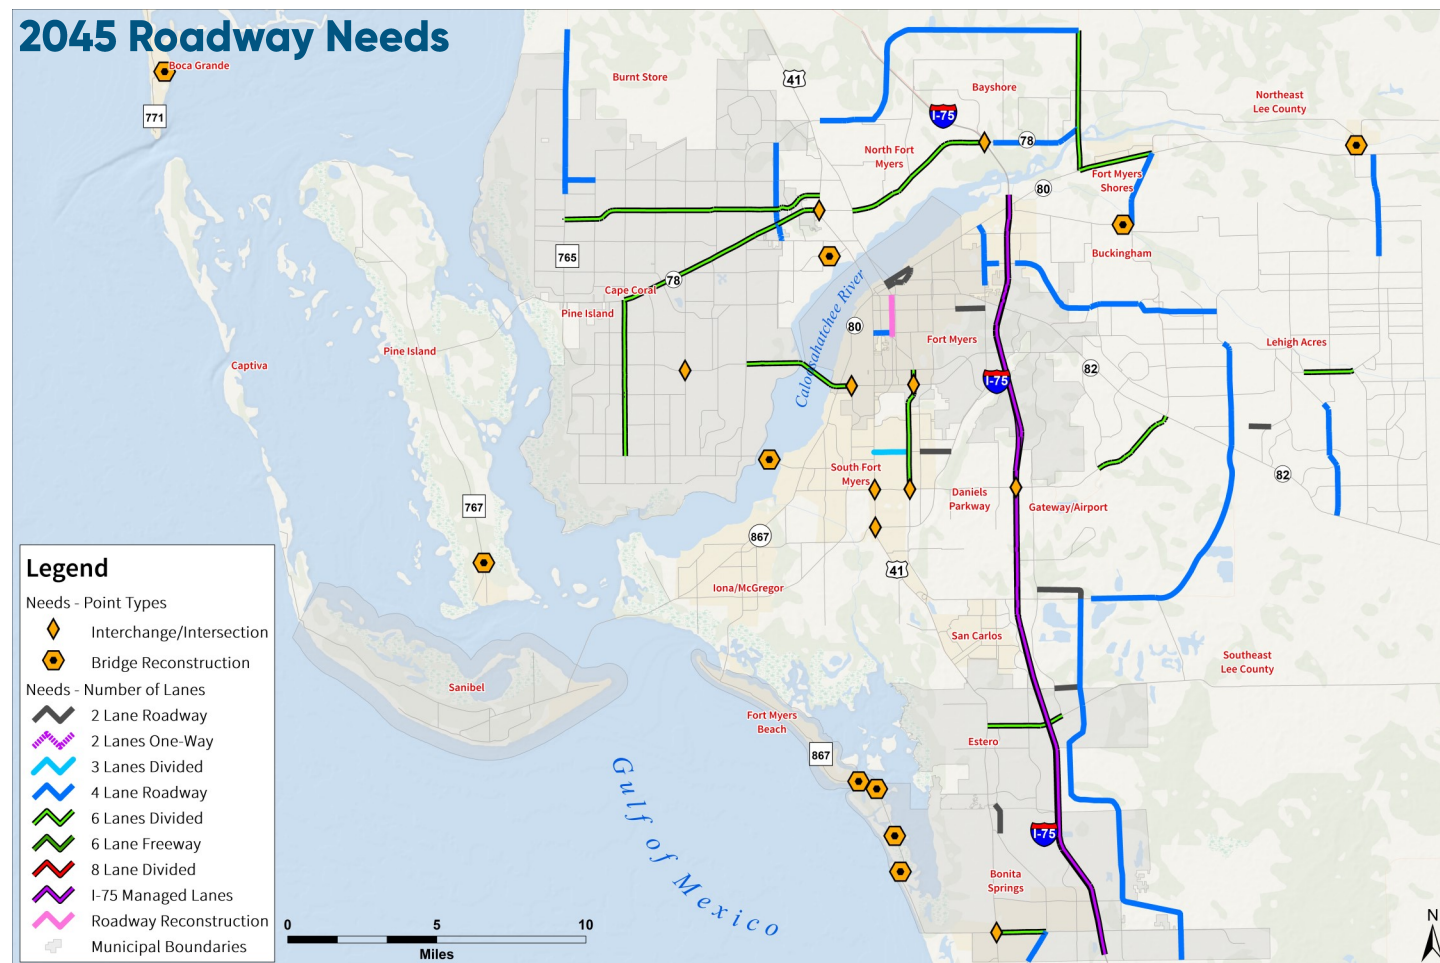 2045 Roadway Needs
Boca Grande
771
Burnt Store
41
Bayshore
I-75
Northeast
Lee County
North Fort
Myers
78
80
Fort Myers
Shores
765
Buckingham
78
Cape Coral
Pine Island
Caloosahatchee River
80
Fort Myers
Lehigh Acres
Pine Island
Captiva
I-75
82
South Fort
Myers
82
Daniels
Parkway
Gateway/Airport
767
867
41
Iona/McGregor
San Carlos
Southeast
Lee County
Sanibel
Fort Myers
Beach
Estero
867
Gulf of Mexico
I-75
Bonita
Springs
Legend
Needs - Point Types
Interchange/Intersection
Bridge Reconstruction
Needs - Number of Lanes
2 Lane Roadway
2 Lanes One-Way
3 Lanes Divided
4 Lane Roadway
6 Lanes Divided
6 Lane Freeway
8 Lane Divided
I-75 Managed Lanes
Roadway Reconstruction
Municipal Boundaries
0 5 10
Miles
N